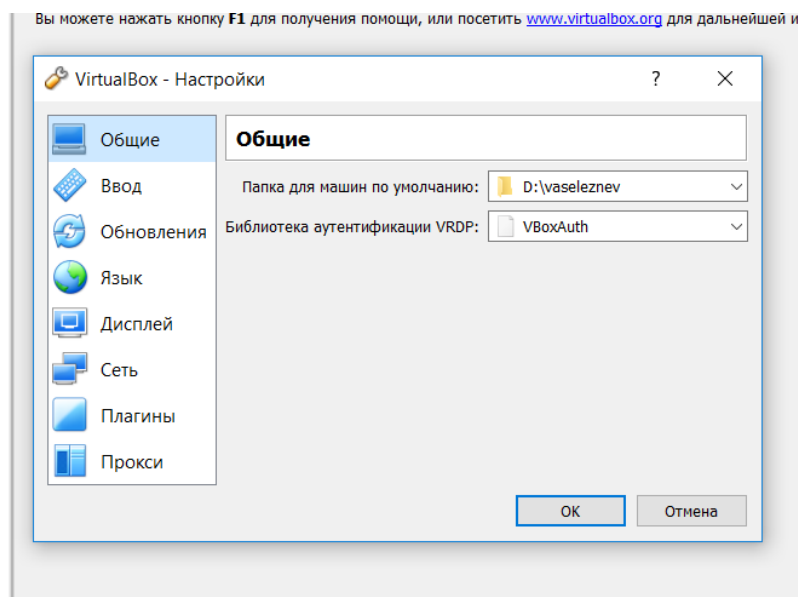 Вы можете нажать кнопку F1 для получения помощи, или посетить www.virtualbox.org для дальнейшей
VirtualBox - Настройки
?
Общие
Ввод
Обновления
Язык
Дисплей
Сеть
Плагины
Прокси
Общие
Папка для машин по умолчанию: D:\vaseleznev
Библиотека аутентификации VRDP: VBoxAuth
OK
Отмена